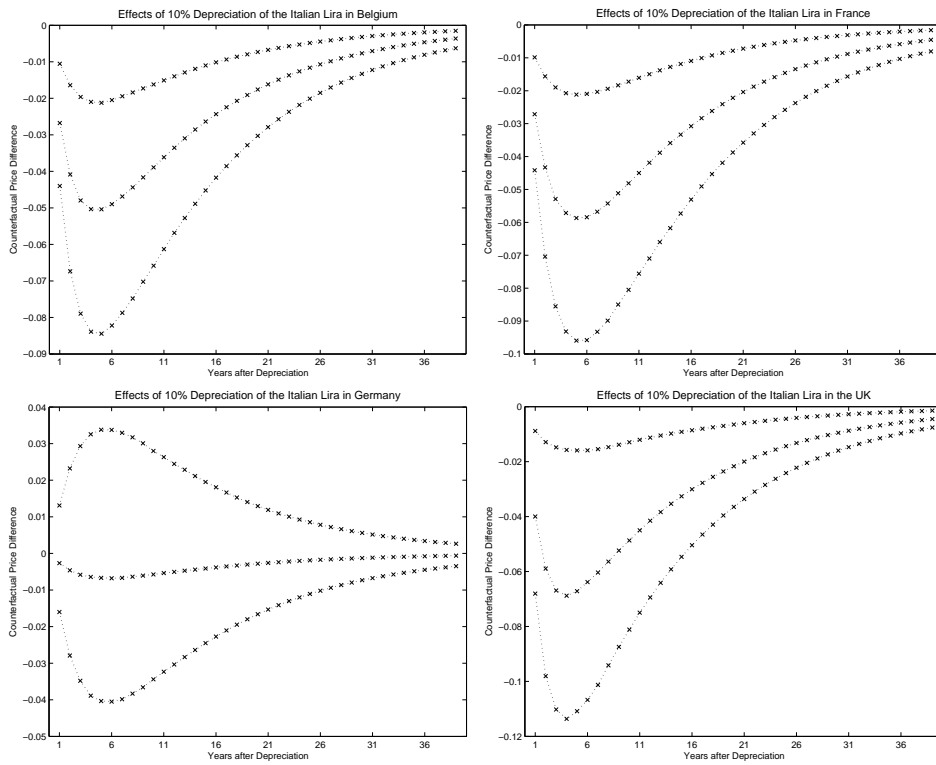 Effects of 10% Depreciation of the Italian Lira in Belgium
0
−0.01
−0.02
−0.03
−0.04
−0.05
−0.06
−0.07
−0.08
−0.09
Counterfactual Price Difference
1 6 11 16 21 26 31 36
Years after Depreciation
Effects of 10% Depreciation of the Italian Lira in France
0
−0.01
−0.02
−0.03
−0.04
−0.05
−0.06
−0.07
−0.08
−0.09
−0.1
Counterfactual Price Difference
1 6 11 16 21 26 31 36
Years after Depreciation
Effects of 10% Depreciation of the Italian Lira in Germany
0.04
0.03
0.02
0.01
0
−0.01
−0.02
−0.03
−0.04
−0.05
Counterfactual Price Difference
1 6 11 16 21 26 31 36
Years after Depreciation
Effects of 10% Depreciation of the Italian Lira in the UK
0
−0.02
−0.04
−0.06
−0.08
−0.1
−0.12
Counterfactual Price Difference
1 6 11 16 21 26 31 36
Years after Depreciation